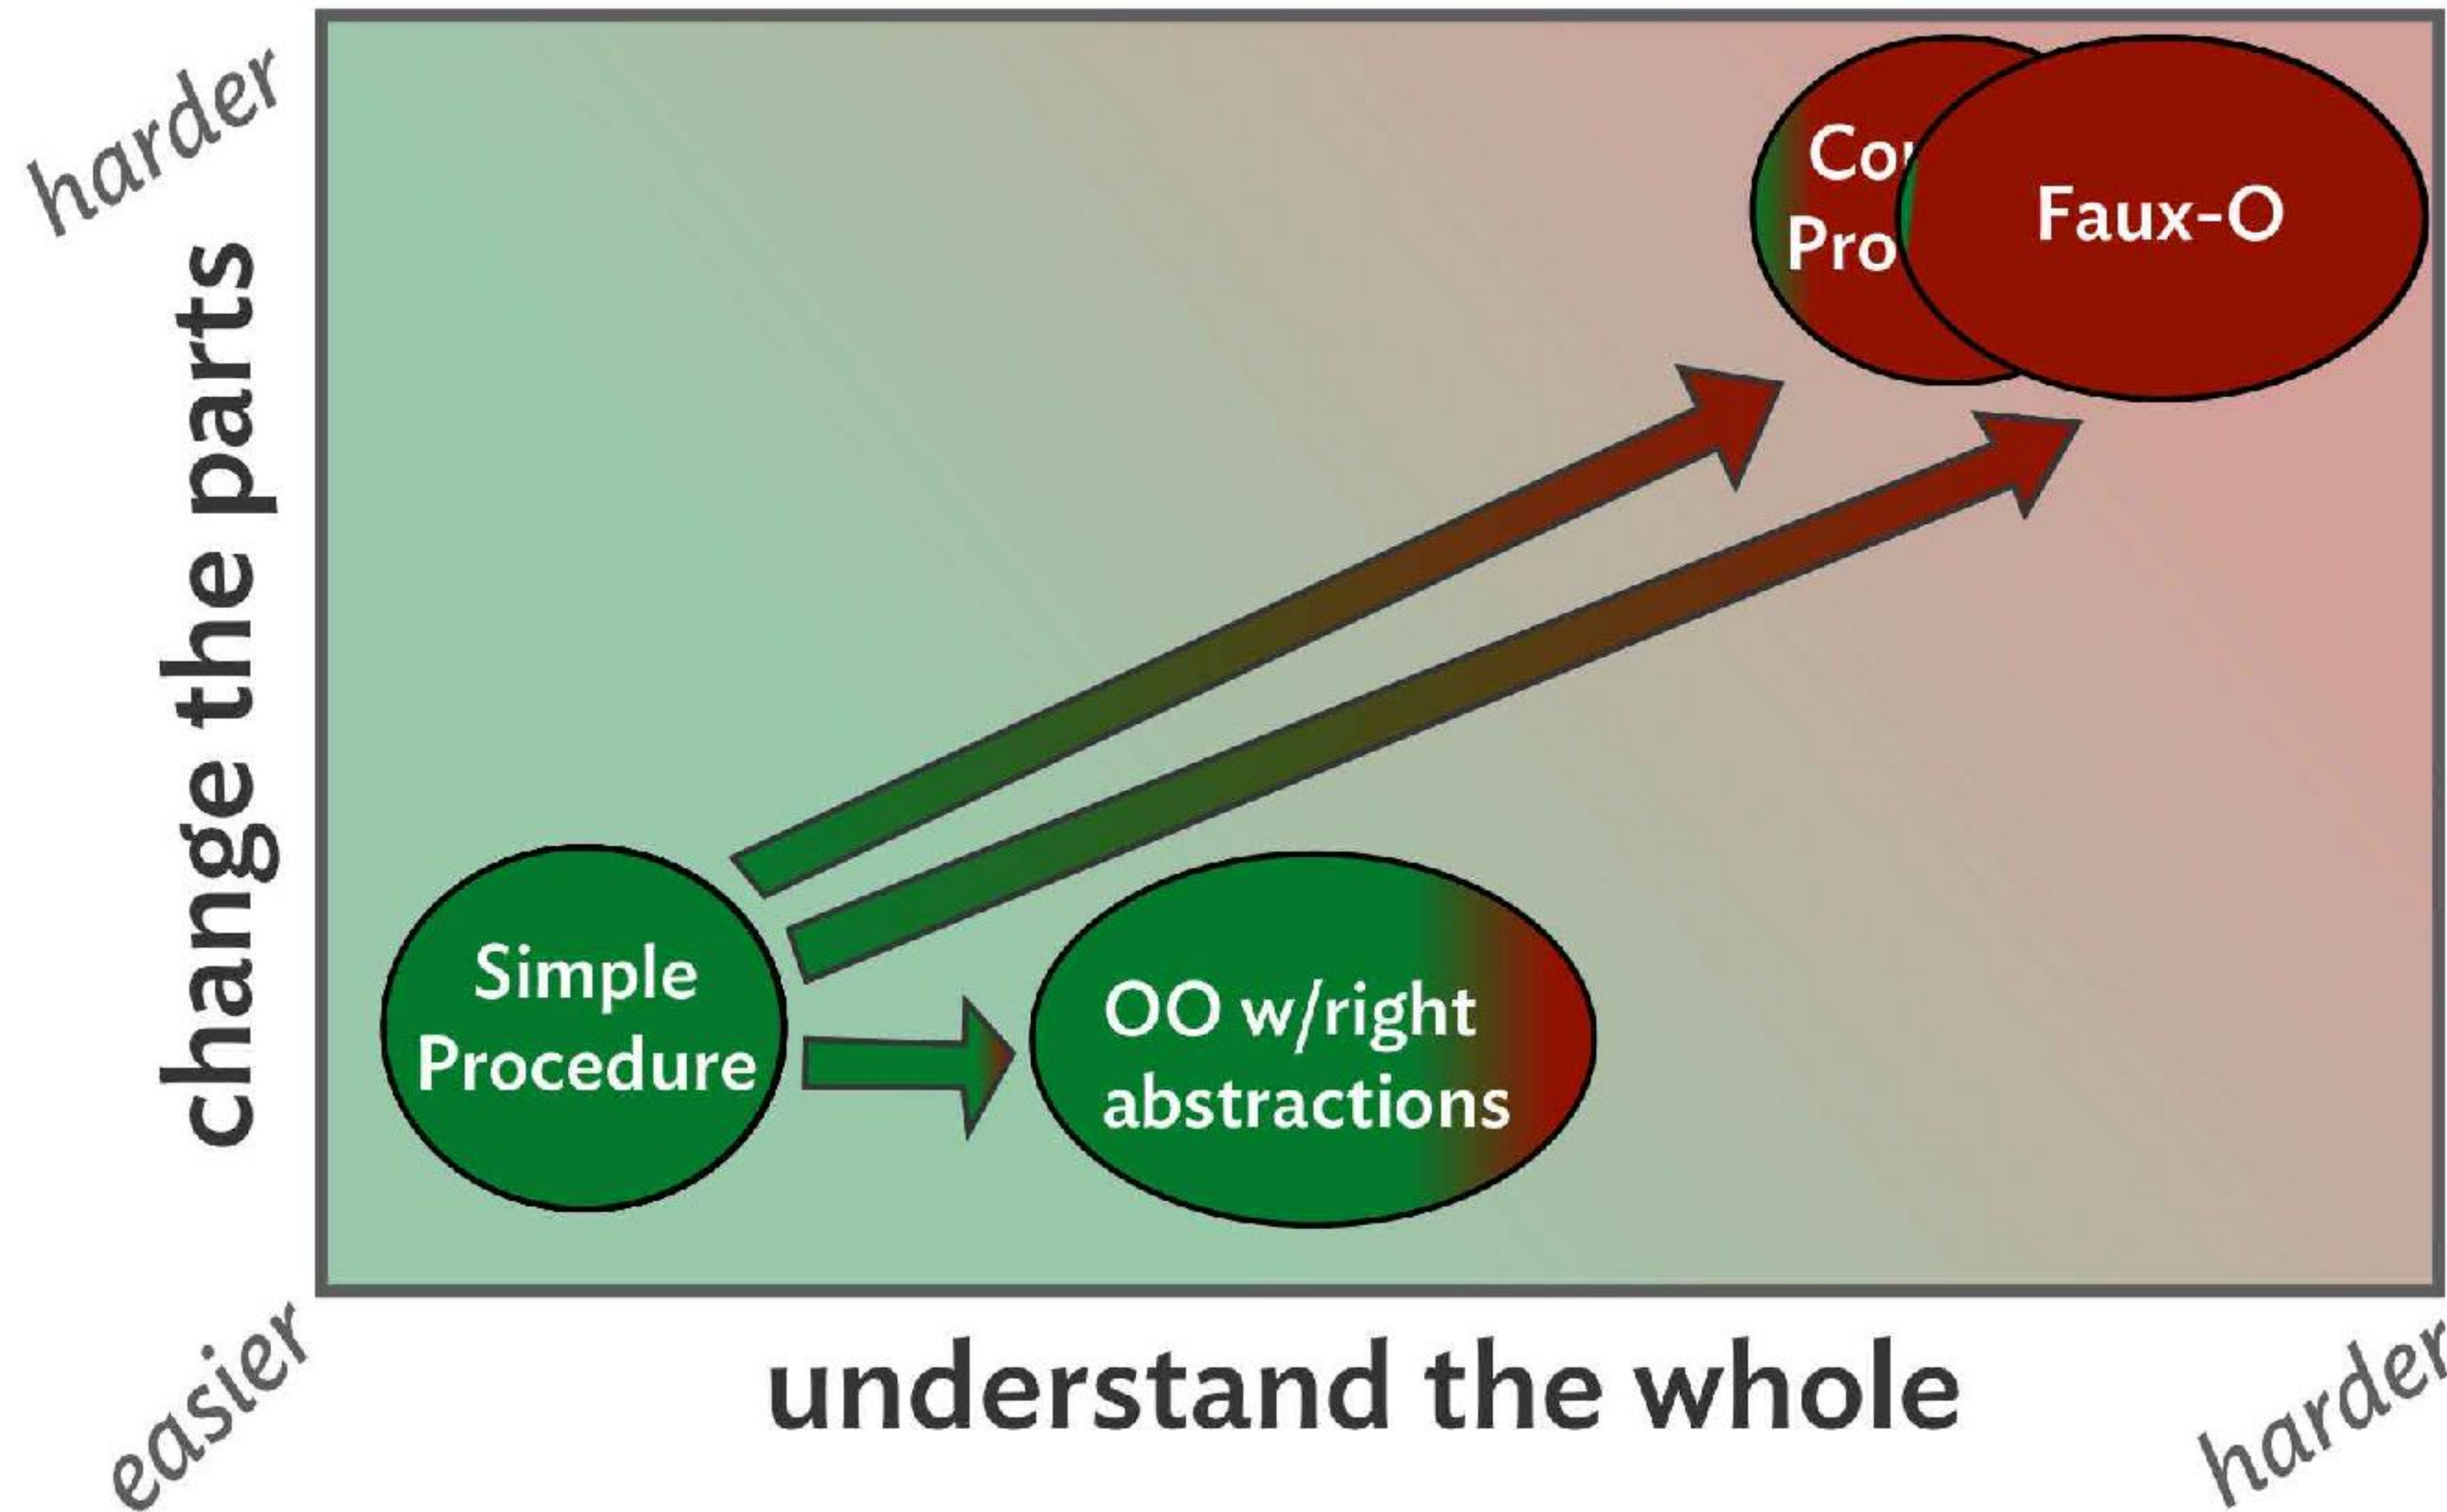 harder
change the parts
Faux-O
Simple
Procedure
OO w/right
abstractions
easier
understand the whole
harder